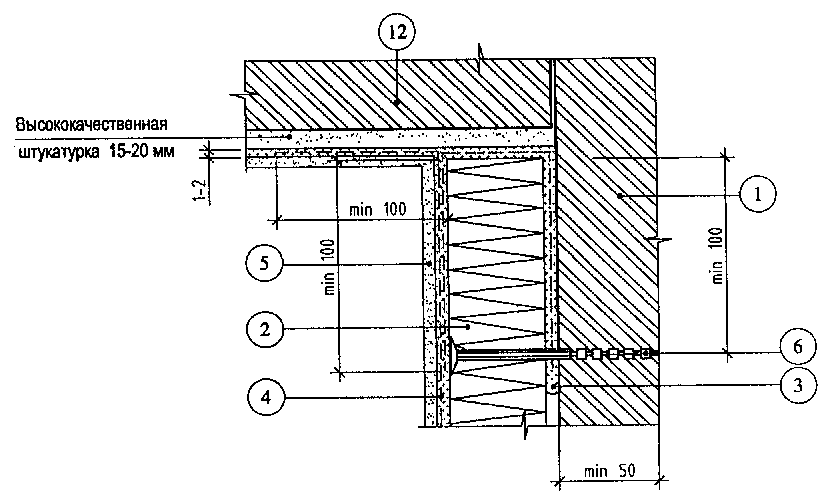 12
Высококачественная
штукатурка 15-20 мм
1-2
min 100
min 100
min 100
1
5
2
6
3
4
min 50